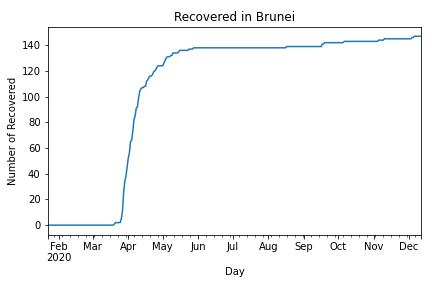 Recovered in Brunei
Number of Recovered
140
120
100
80
60
40
20
0
Feb Mar Apr May Jun Jul Aug Sep Oct Nov Dec
2020
Day